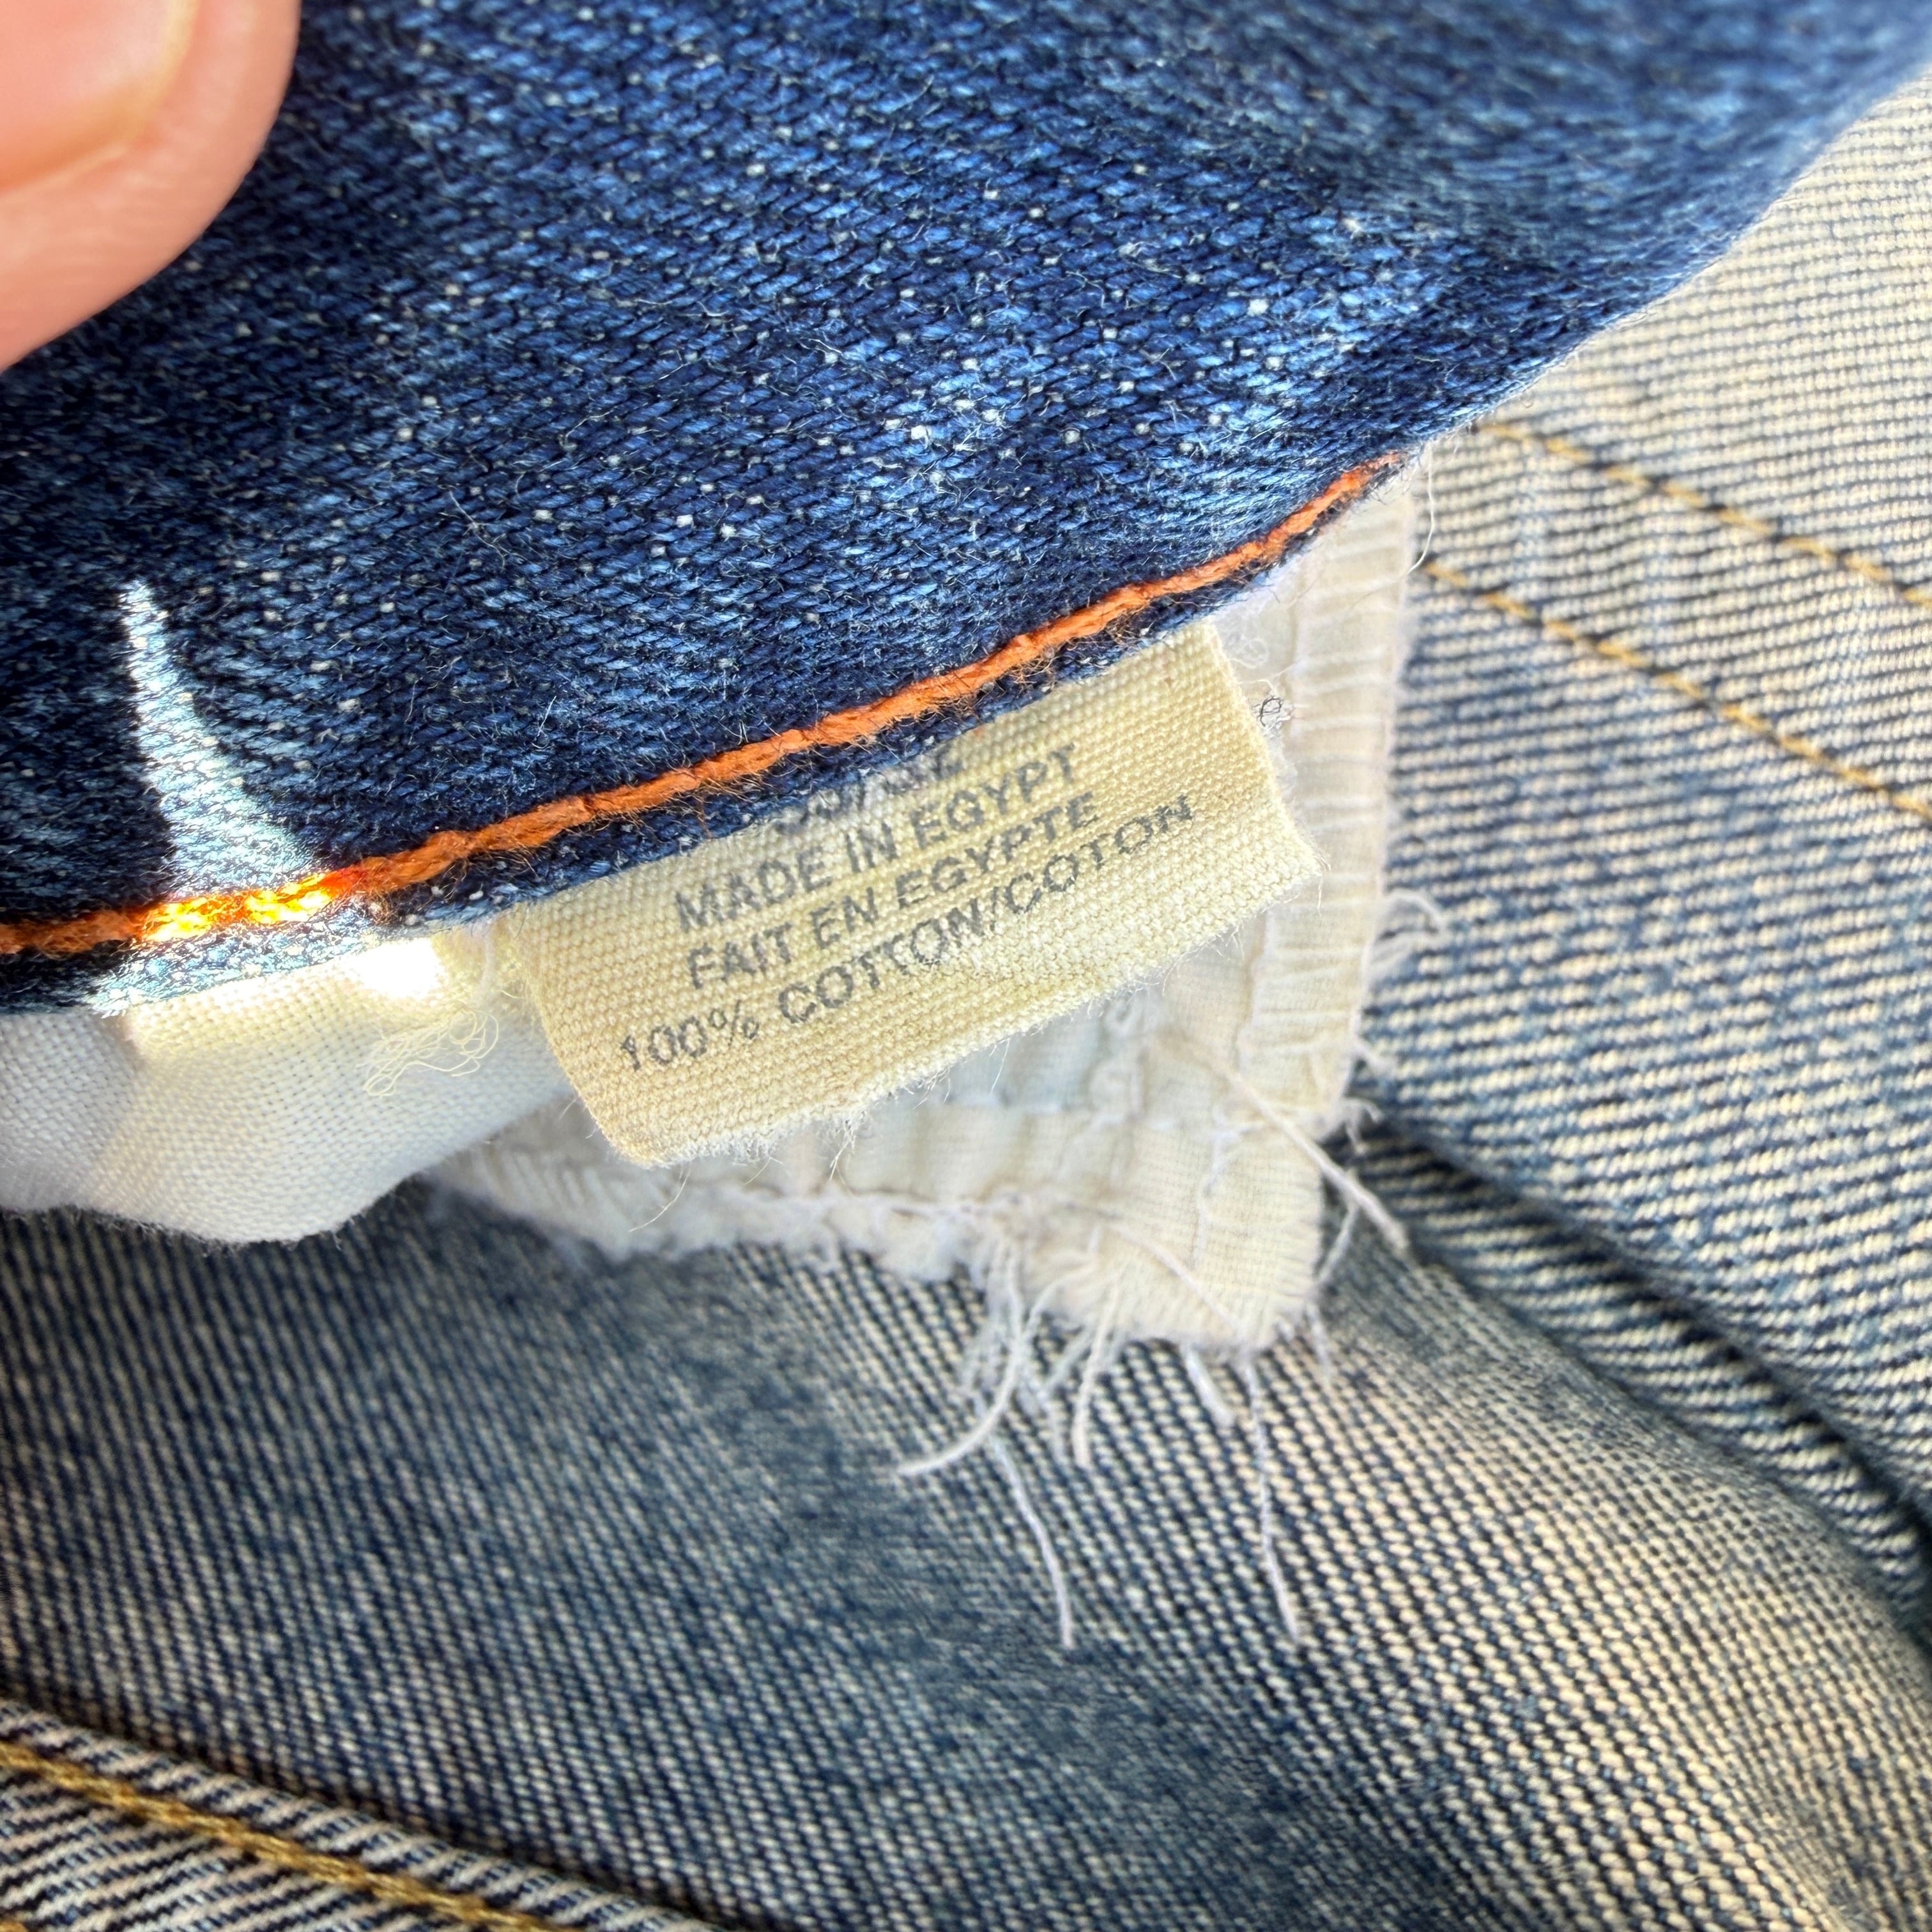 MADE IN EGYPT
FAIT EN EGYPTE
100% COTTON/COTON